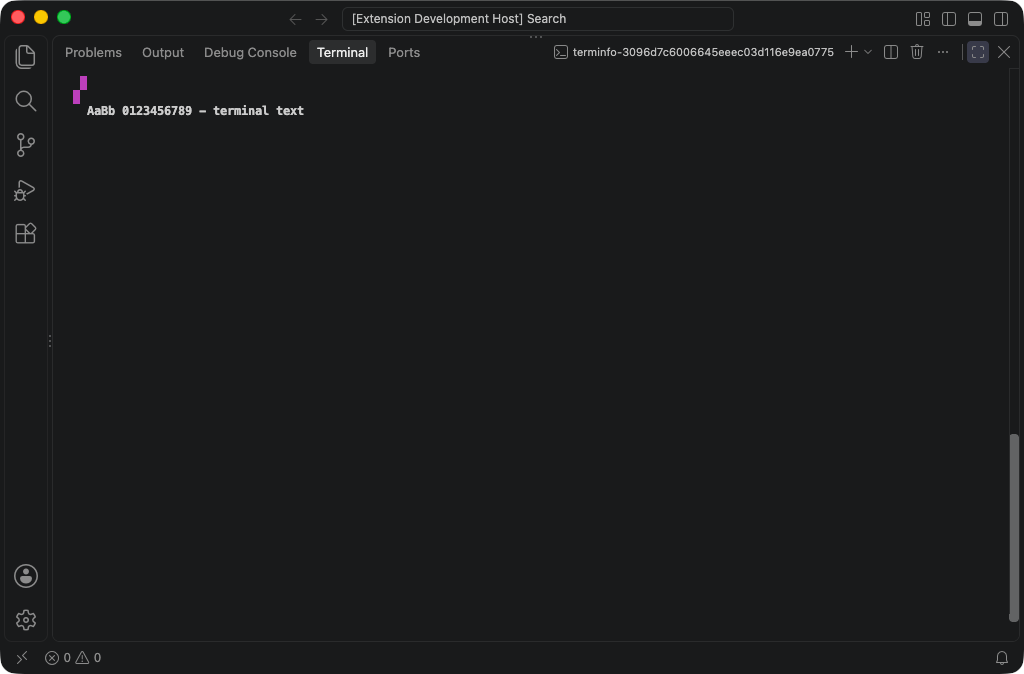 [Extension Development Host] Search
Problems Output Debug Console Terminal Ports terminfo-3096d7c6006645eeec03d116e9ea0775
AaBb 0123456789 – terminal text
0 0